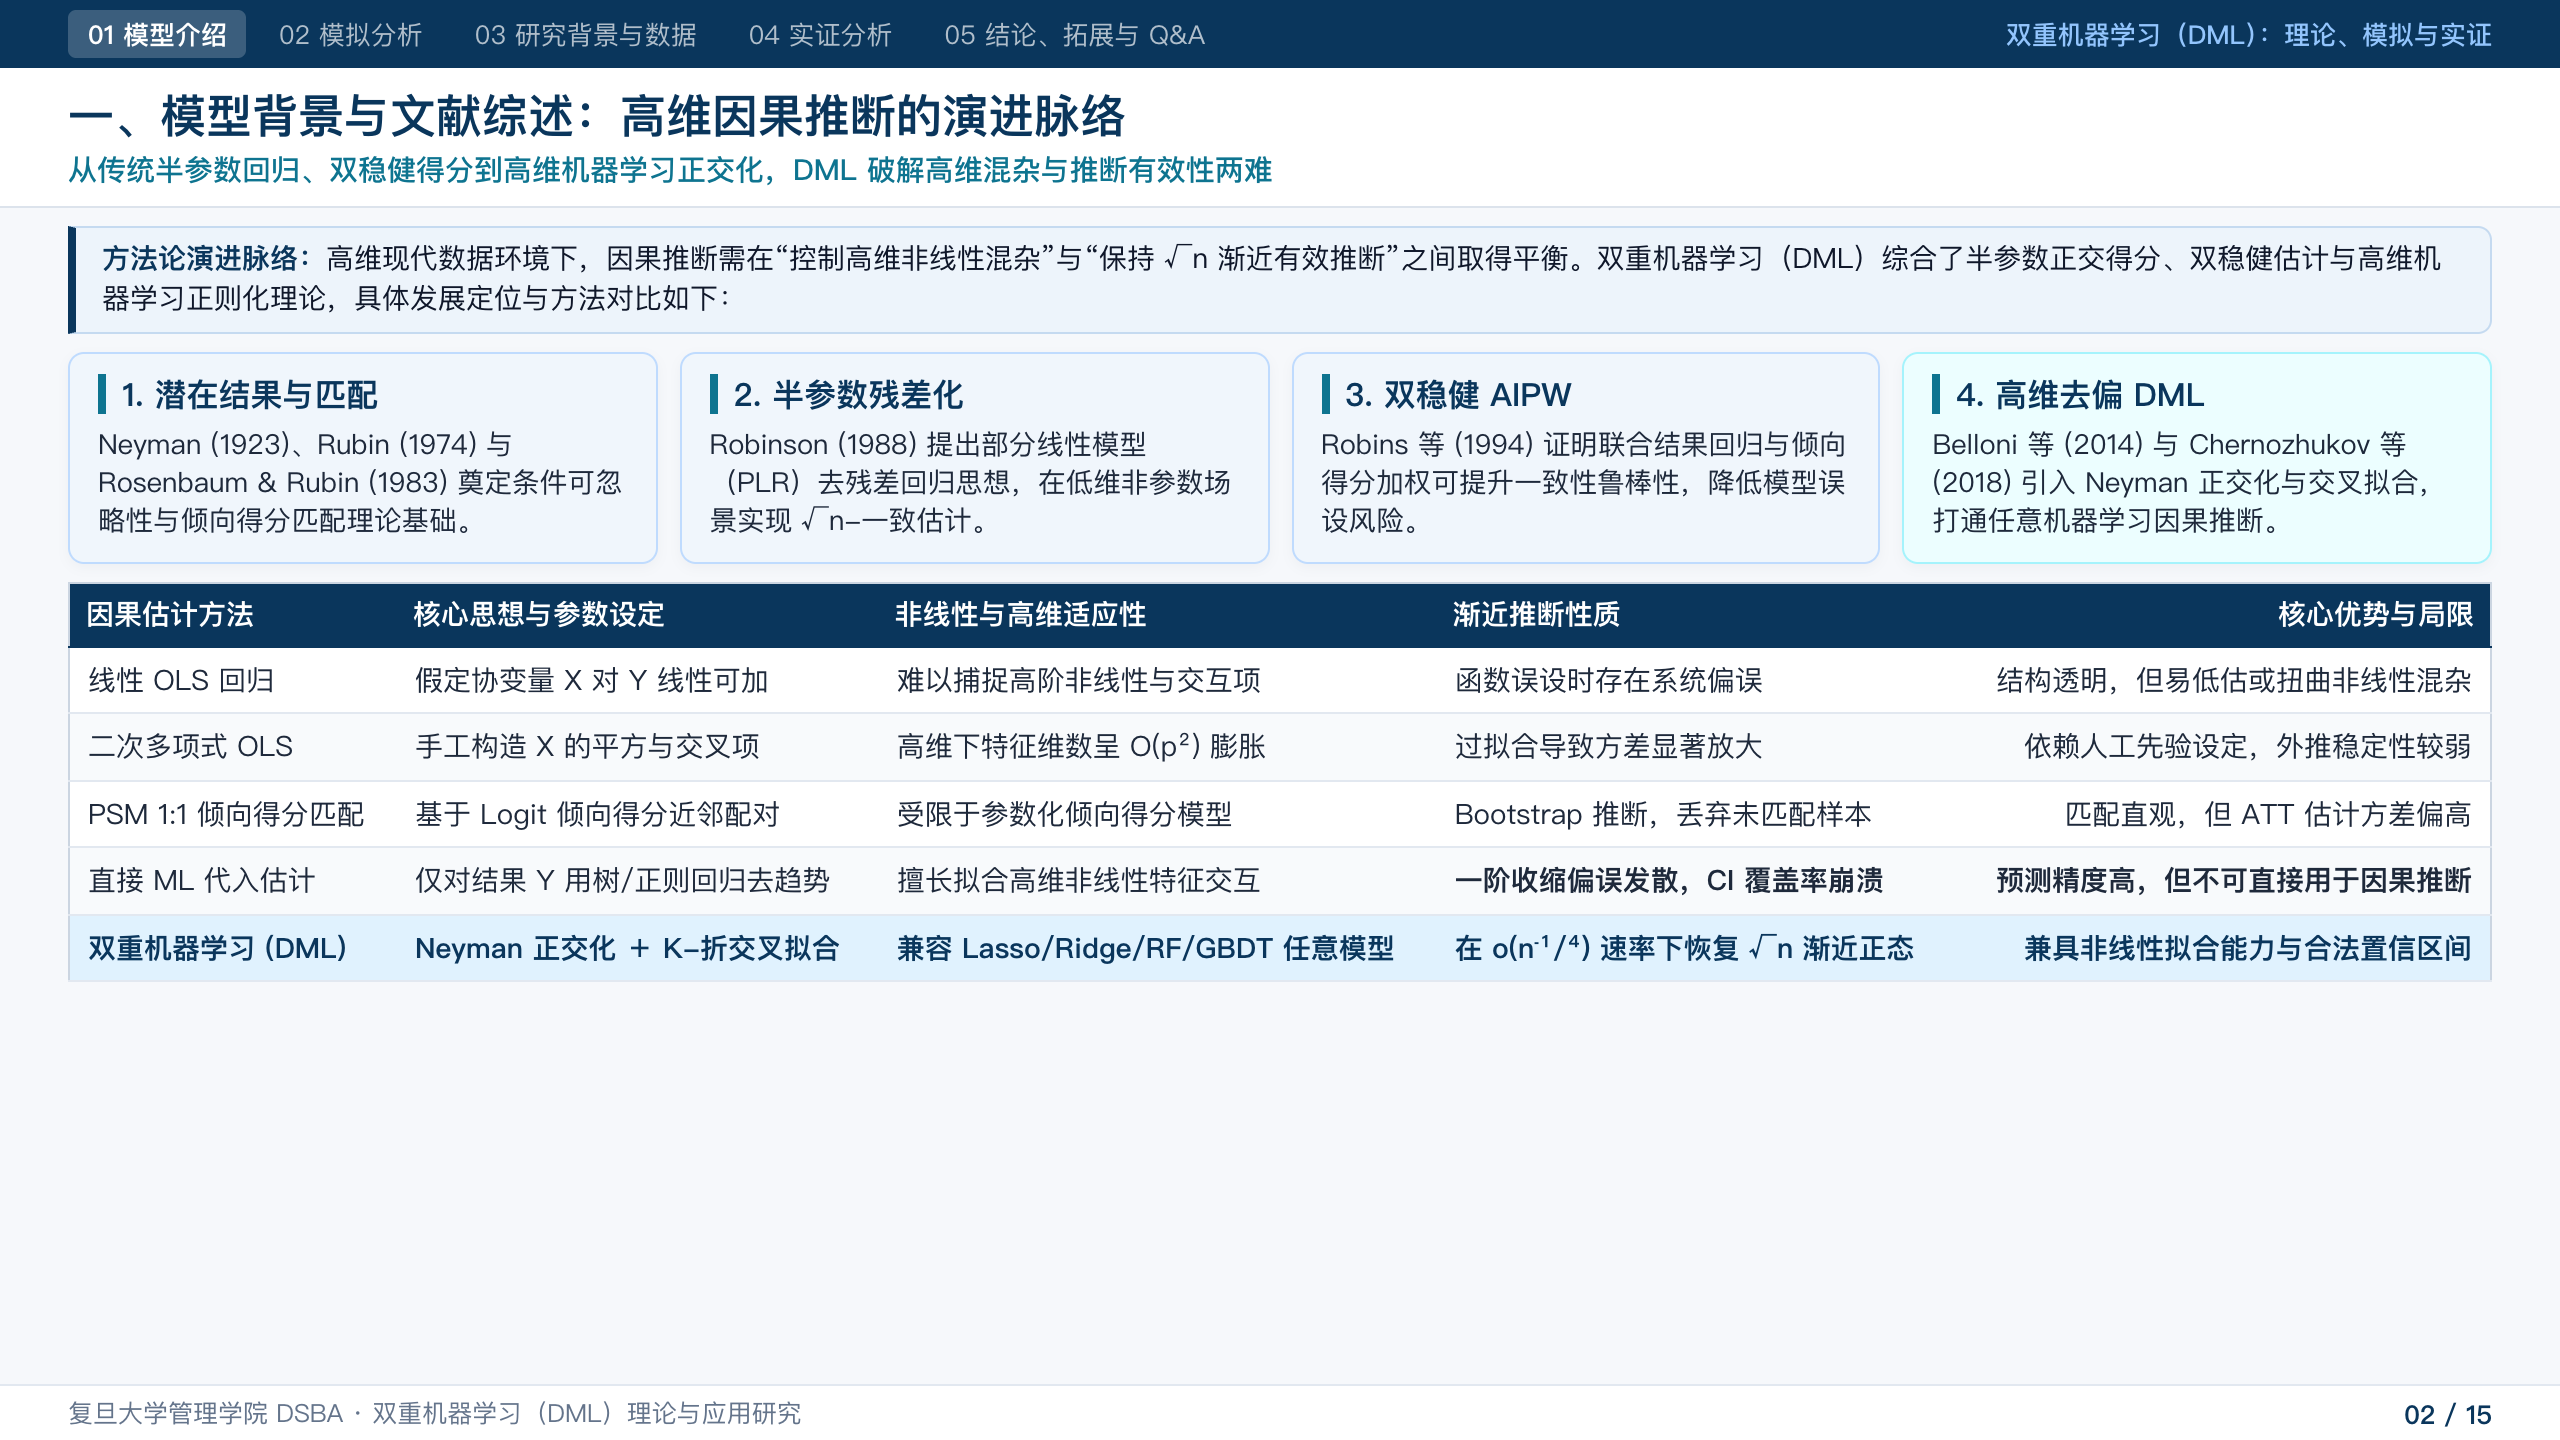 01 模型介绍 02 模拟分析 03 研究背景与数据 04 实证分析 05 结论、拓展与 Q&A 双重机器学习（DML）：理论、模拟与实证
一、模型背景与文献综述：高维因果推断的演进脉络
从传统半参数回归、双稳健得分到高维机器学习正交化，DML 破解高维混杂与推断有效性两难
方法论演进脉络：高维现代数据环境下，因果推断需在“控制高维非线性混杂”与“保持 √n 渐近有效推断”之间取得平衡。双重机器学习（DML）综合了半参数正交得分、双稳健估计与高维机
器学习正则化理论，具体发展定位与方法对比如下：
1. 潜在结果与匹配
Neyman (1923)、Rubin (1974) 与
Rosenbaum & Rubin (1983) 奠定条件可忽
略性与倾向得分匹配理论基础。
2. 半参数残差化
Robinson (1988) 提出部分线性模型
（PLR）去残差回归思想，在低维非参数场
景实现 √n-一致估计。
3. 双稳健 AIPW
Robins 等 (1994) 证明联合结果回归与倾向
得分加权可提升一致性鲁棒性，降低模型误
设风险。
4. 高维去偏 DML
Belloni 等 (2014) 与 Chernozhukov 等
(2018) 引入 Neyman 正交化与交叉拟合，
打通任意机器学习因果推断。
因果估计方法 核心思想与参数设定 非线性与高维适应性 渐近推断性质 核心优势与局限
线性 OLS 回归 假定协变量 X 对 Y 线性可加 难以捕捉高阶非线性与交互项 函数误设时存在系统偏误 结构透明，但易低估或扭曲非线性混杂
二次多项式 OLS 手工构造 X 的平方与交叉项 高维下特征维数呈 O(p²) 膨胀 过拟合导致方差显著放大 依赖人工先验设定，外推稳定性较弱
PSM 1:1 倾向得分匹配 基于 Logit 倾向得分近邻配对 受限于参数化倾向得分模型 Bootstrap 推断，丢弃未匹配样本 匹配直观，但 ATT 估计方差偏高
直接 ML 代入估计 仅对结果 Y 用树/正则回归去趋势 擅长拟合高维非线性特征交互 一阶收缩偏误发散，CI 覆盖率崩溃 预测精度高，但不可直接用于因果推断
双重机器学习 (DML) Neyman 正交化 + K-折交叉拟合 兼容 Lasso/Ridge/RF/GBDT 任意模型 在 o(n⁻¹/⁴) 速率下恢复 √n 渐近正态 兼具非线性拟合能力与合法置信区间
复旦大学管理学院 DSBA · 双重机器学习（DML）理论与应用研究 02 / 15